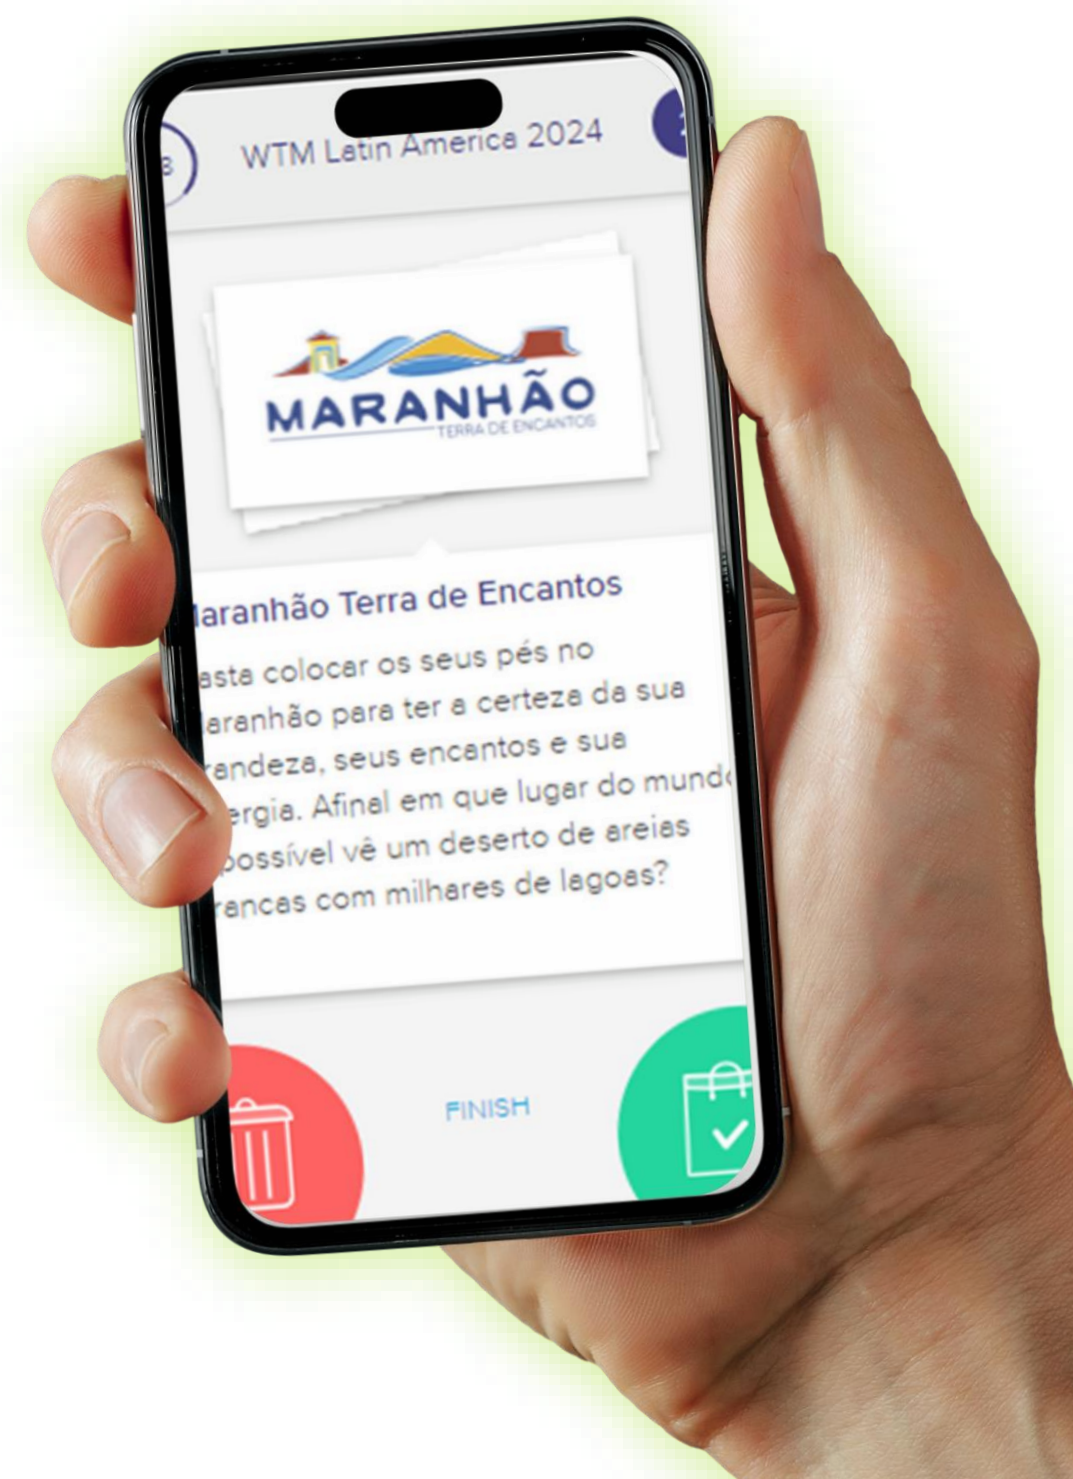 8
WTM Latin America 2024
MARANHÃO
TERRA DE ENCANTOS
aranhão Terra de Encantos
asta colocar os seus pés no
aranhão para ter a certeza da sua
randeza, seus encantos e sua
ergia. Afinal em que lugar do mundo
possível vê um deserto de areias
rancas com milhares de lagoas?
FINISH